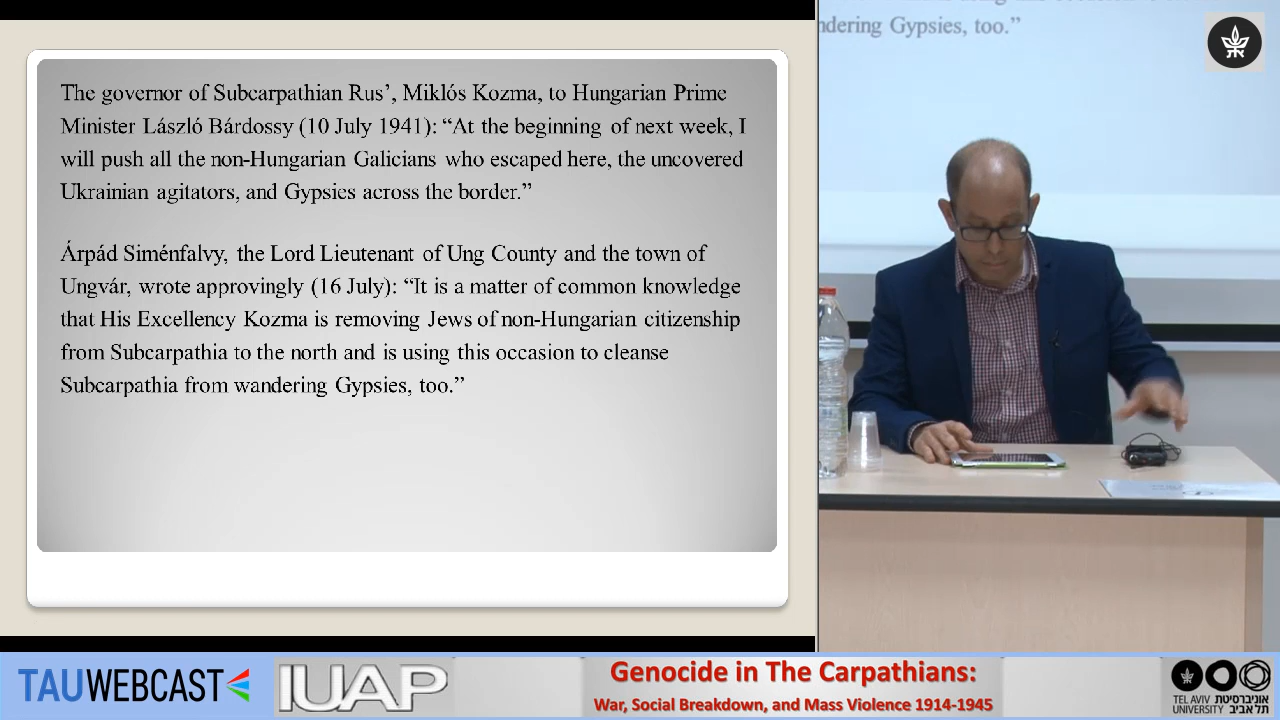 The governor of Subcarpathian Rus’, Miklós Kozma, to Hungarian Prime
Minister László Bárdossy (10 July 1941): “At the beginning of next week, I
will push all the non-Hungarian Galicians who escaped here, the uncovered
Ukrainian agitators, and Gypsies across the border.”
Árpád Siménfalvy, the Lord Lieutenant of Ung County and the town of
Ungvár, wrote approvingly (16 July): “It is a matter of common knowledge
that His Excellency Kozma is removing Jews of non-Hungarian citizenship
from Subcarpathia to the north and is using this occasion to cleanse
Subcarpathia from wandering Gypsies, too.”
ndering Gypsies, too.”
TAUWEBCAST
IUAP
Genocide in The Carpathians:
War, Social Breakdown, and Mass Violence 1914-1945
TEL AVIV אוניברסיטת
UNIVERSITY תל אביב